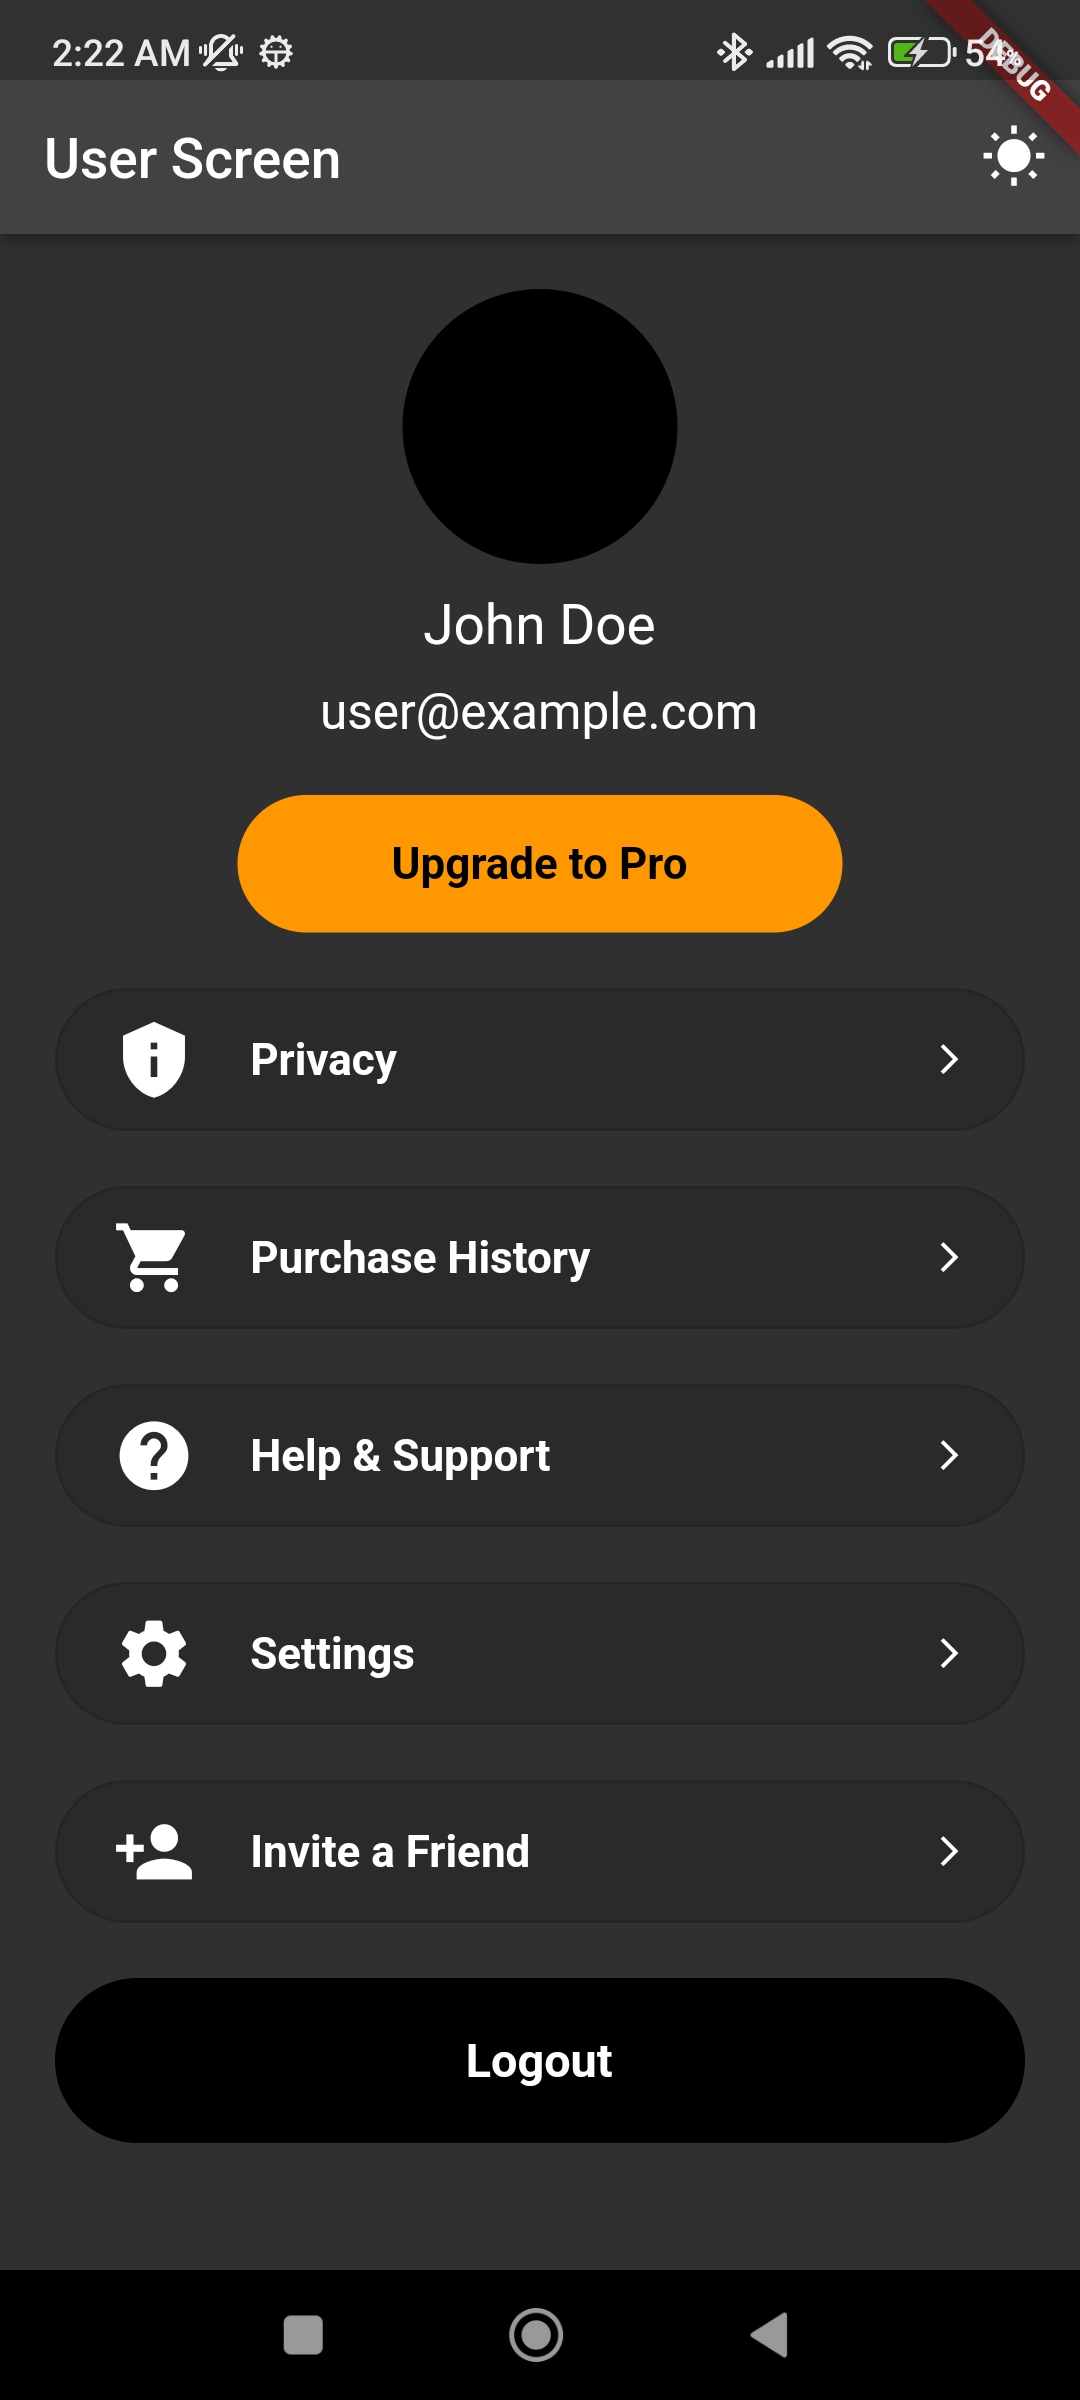 2:22 AM
54%
DEBUG
User Screen
John Doe
user@example.com
Upgrade to Pro
Privacy
Purchase History
Help & Support
Settings
Invite a Friend
Logout